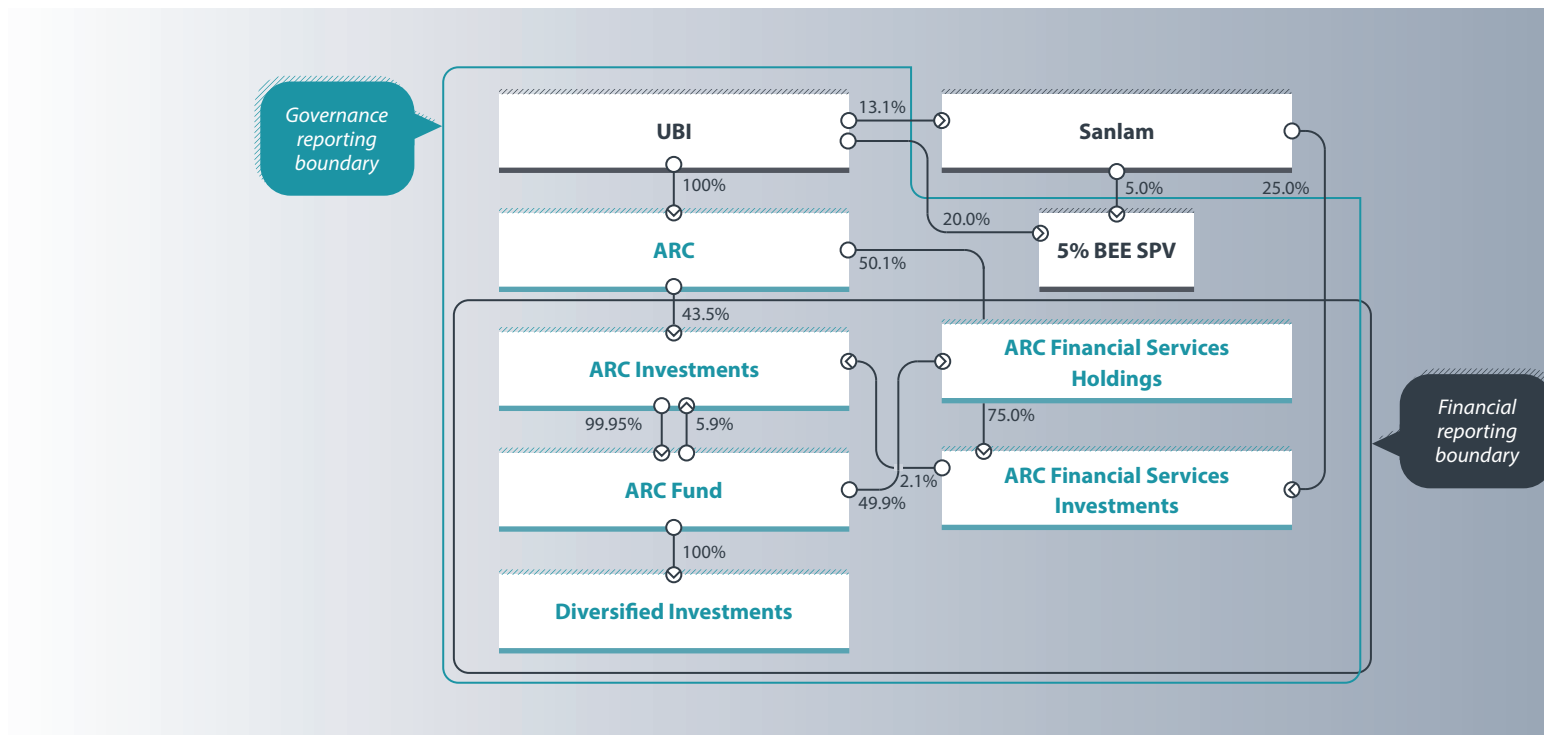 Governance
reporting
boundary
UBI
13.1%
Sanlam
100%
5.0%
25.0%
20.0%
ARC
50.1%
5% BEE SPV
43.5%
ARC Investments
ARC Financial Services
Holdings
99.95%
5.9%
75.0%
Financial
reporting
boundary
ARC Fund
2.1%
49.9%
ARC Financial Services
Investments
100%
Diversified Investments